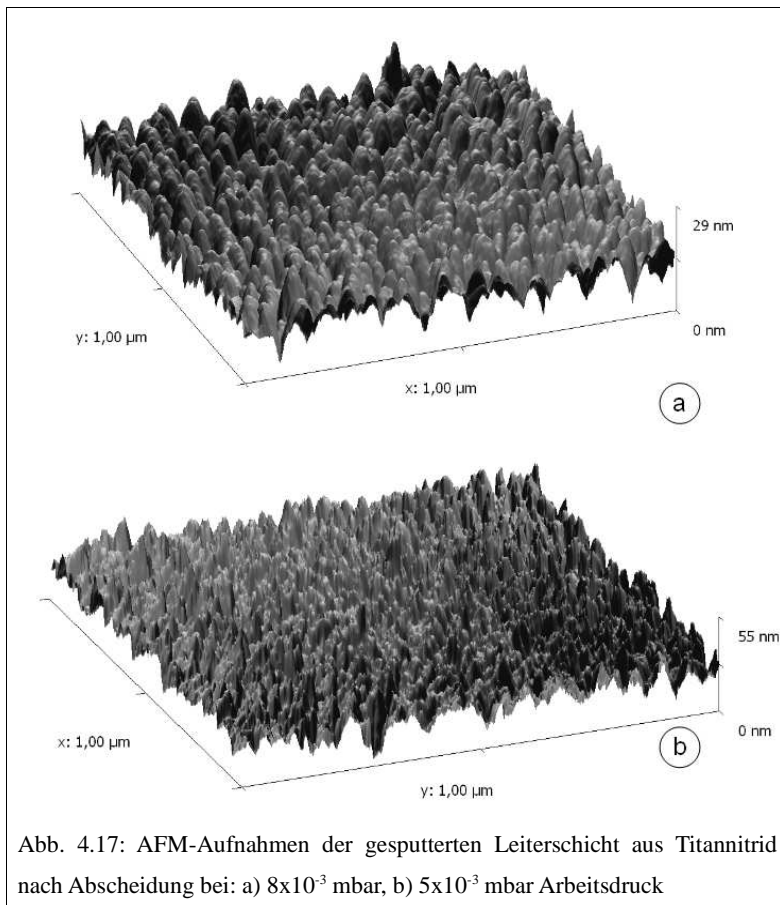 29 nm
0 nm
y: 1,00 µm
x: 1,00 µm
a
55 nm
0 nm
x: 1,00 µm
y: 1,00 µm
b
Abb. 4.17: AFM-Aufnahmen der gesputterten Leiterschicht aus Titannitrid
nach Abscheidung bei: a) 8x10⁻³ mbar, b) 5x10⁻³ mbar Arbeitsdruck